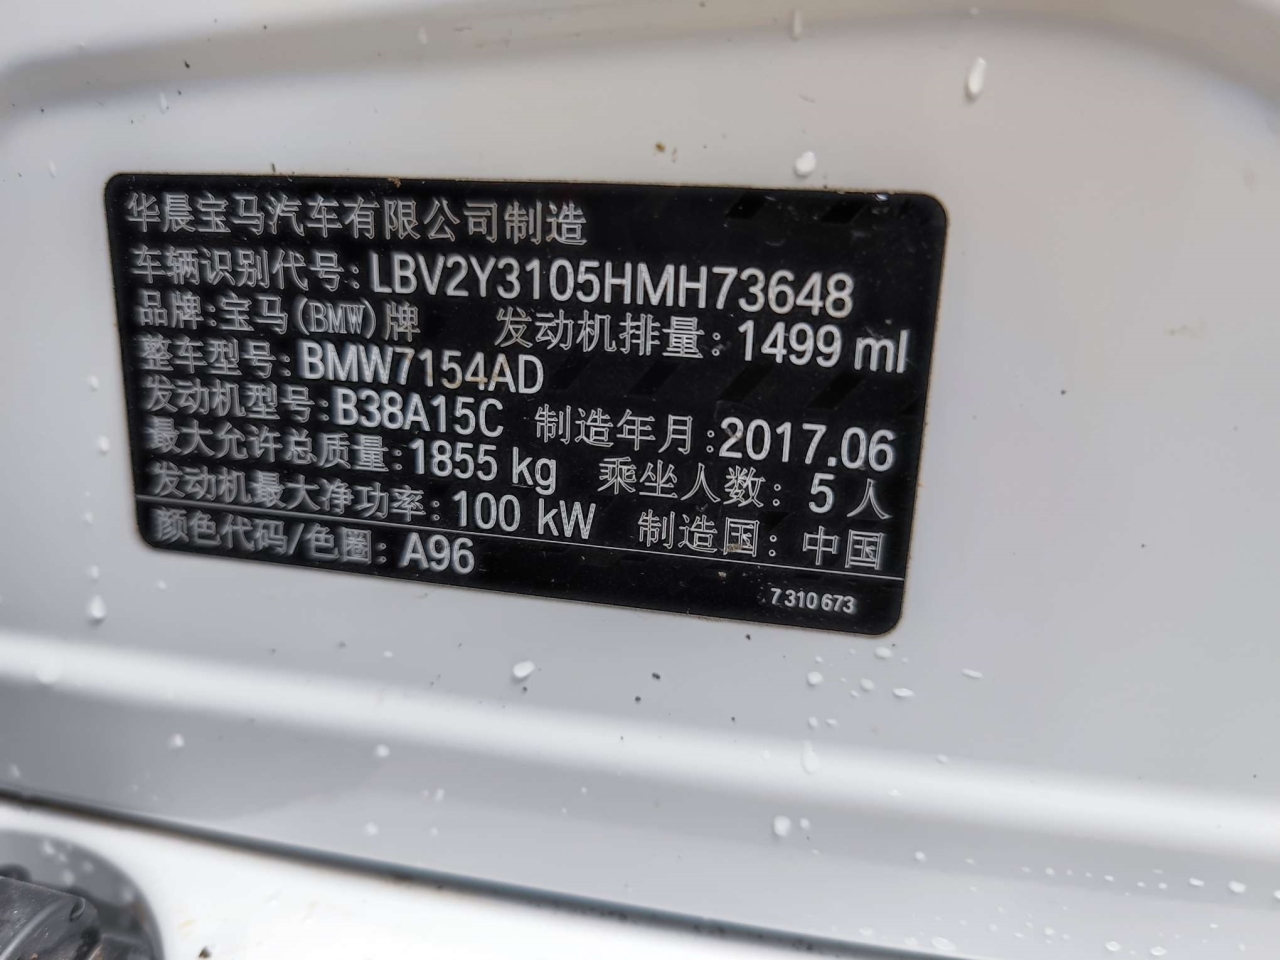 华晨宝马汽车有限公司制造
车辆识别代号：LBV2Y3105HMH73648
品牌：宝马(BMW)牌 发动机排量：1499 ml
整车型号：BMW7154AD
发动机型号：B38A15C 制造年月：2017.06
最大允许总质量：1855 kg 乘坐人数：5 人
发动机最大净功率：100 kW 制造国：中国
颜色代码/色圈：A96
7 310 673